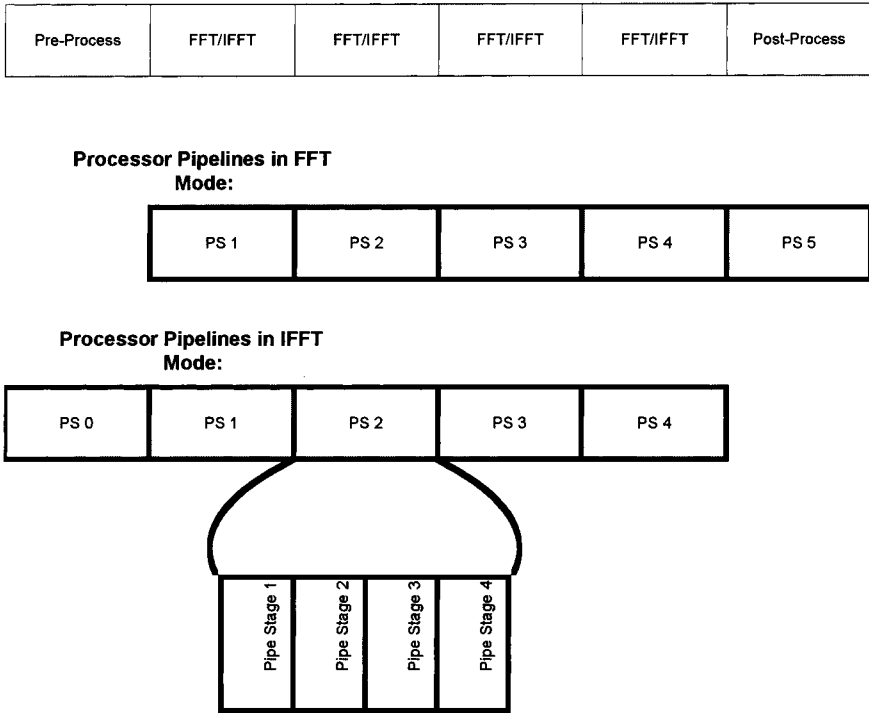 Pre-Process FFT/IFFT FFT/IFFT FFT/IFFT FFT/IFFT Post-Process
Processor Pipelines in FFT
Mode:
PS 1 PS 2 PS 3 PS 4 PS 5
Processor Pipelines in IFFT
Mode:
PS 0 PS 1 PS 2 PS 3 PS 4
Pipe Stage 1
Pipe Stage 2
Pipe Stage 3
Pipe Stage 4